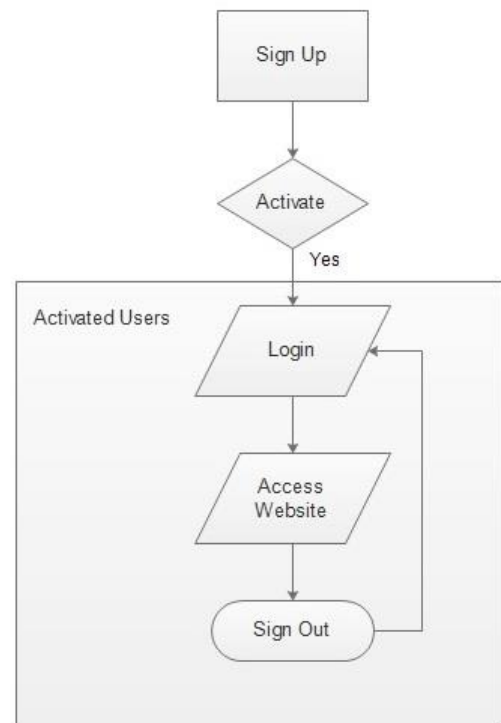 Sign Up
Activate
Yes
Activated Users
Login
Access
Website
Sign Out